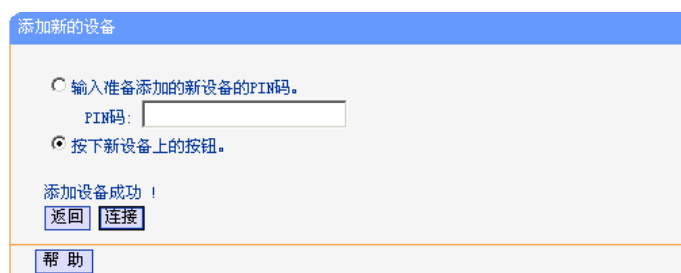 添加新的设备
输入准备添加的新设备的PIN码。
PIN码:
按下新设备上的按钮。
添加设备成功 !
返回 连接
帮 助